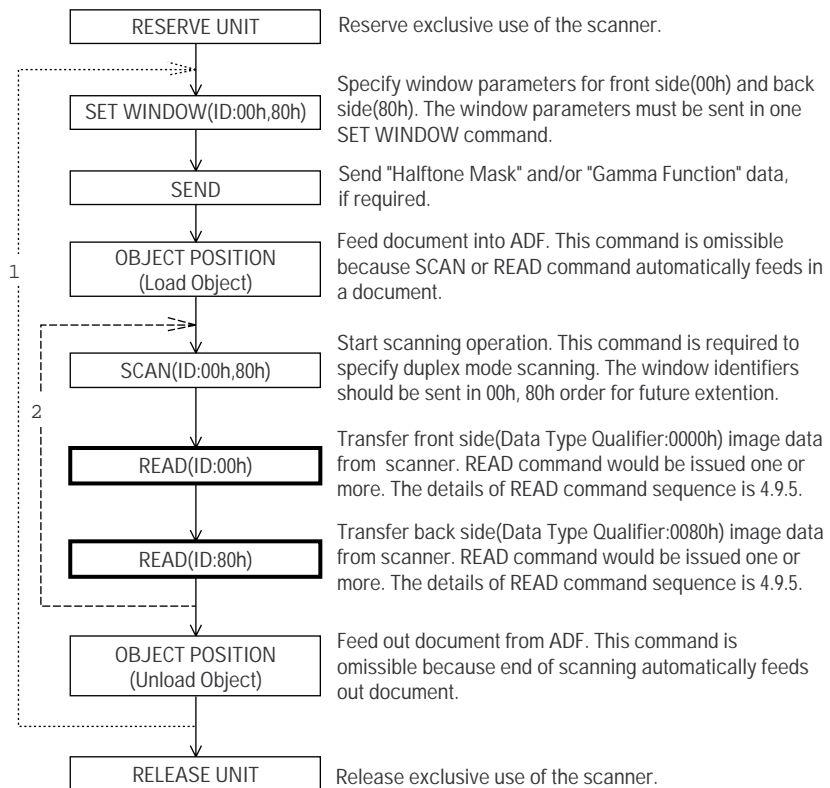 RESERVE UNIT
Reserve exclusive use of the scanner.
SET WINDOW(ID:00h,80h)
Specify window parameters for front side(00h) and back
side(80h). The window parameters must be sent in one
SET WINDOW command.
SEND
Send "Halftone Mask" and/or "Gamma Function" data,
if required.
OBJECT POSITION
(Load Object)
Feed document into ADF. This command is omissible
because SCAN or READ command automatically feeds in
a document.
1
SCAN(ID:00h,80h)
Start scanning operation. This command is required to
specify duplex mode scanning. The window identifiers
should be sent in 00h, 80h order for future extention.
2
READ(ID:00h)
Transfer front side(Data Type Qualifier:0000h) image data
from scanner. READ command would be issued one or
more. The details of READ command sequence is 4.9.5.
READ(ID:80h)
Transfer back side(Data Type Qualifier:0080h) image data
from scanner. READ command would be issued one or
more. The details of READ command sequence is 4.9.5.
OBJECT POSITION
(Unload Object)
Feed out document from ADF. This command is
omissible because end of scanning automatically feeds
out document.
RELEASE UNIT
Release exclusive use of the scanner.